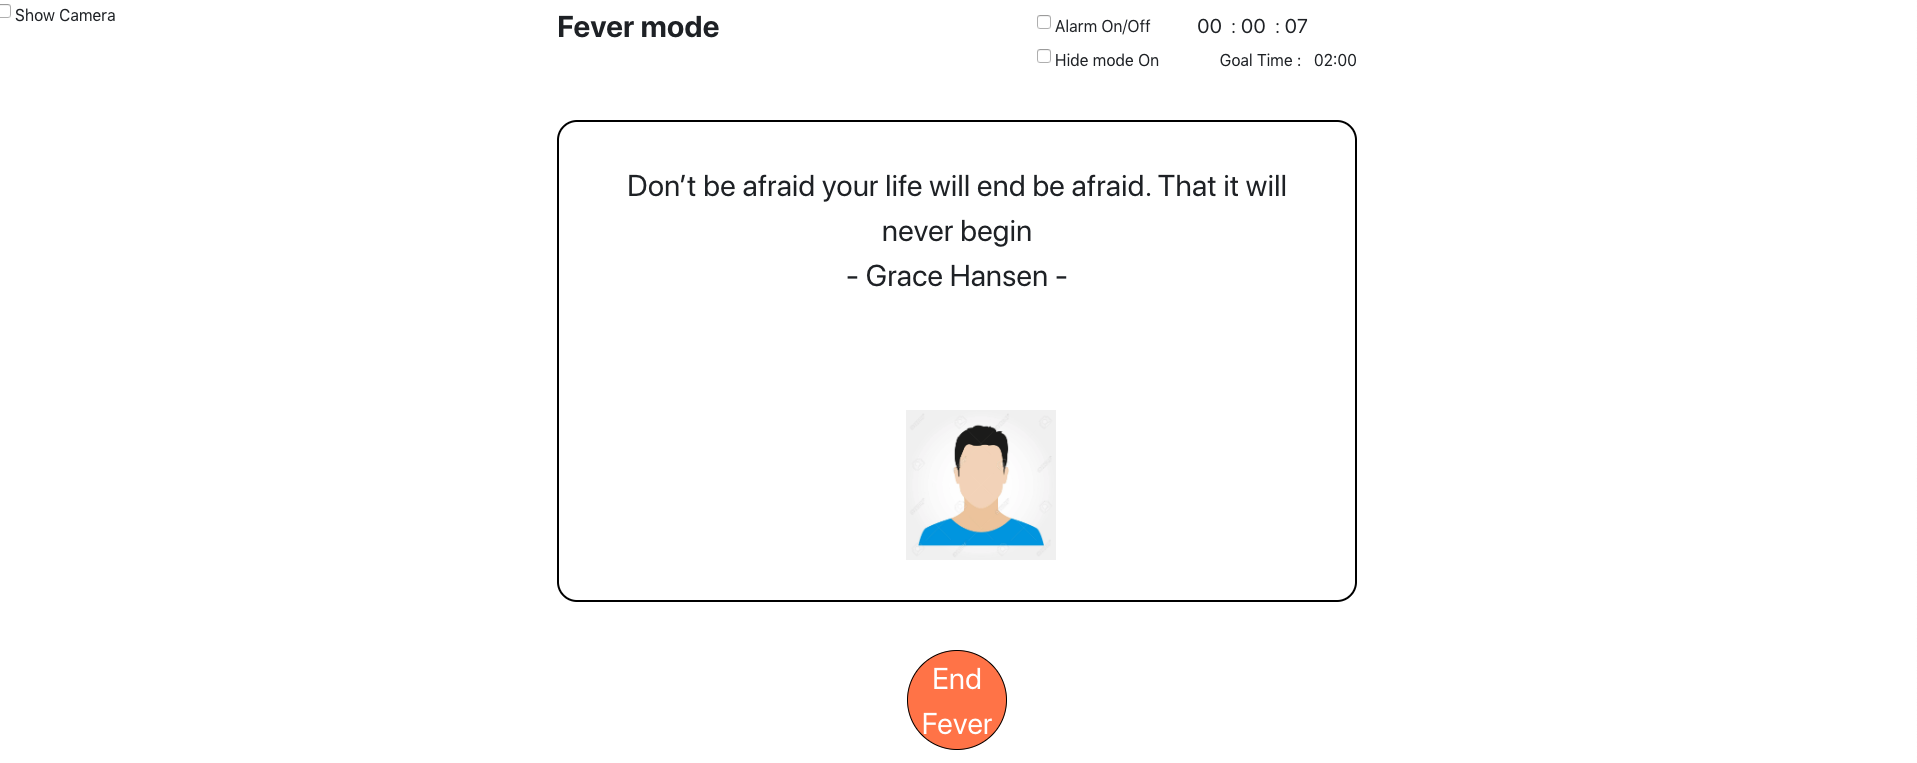 Show Camera
Fever mode
Alarm On/Off
00 : 00 : 07
Hide mode On
Goal Time : 02:00
Don’t be afraid your life will end be afraid. That it will
never begin
- Grace Hansen -
End
Fever